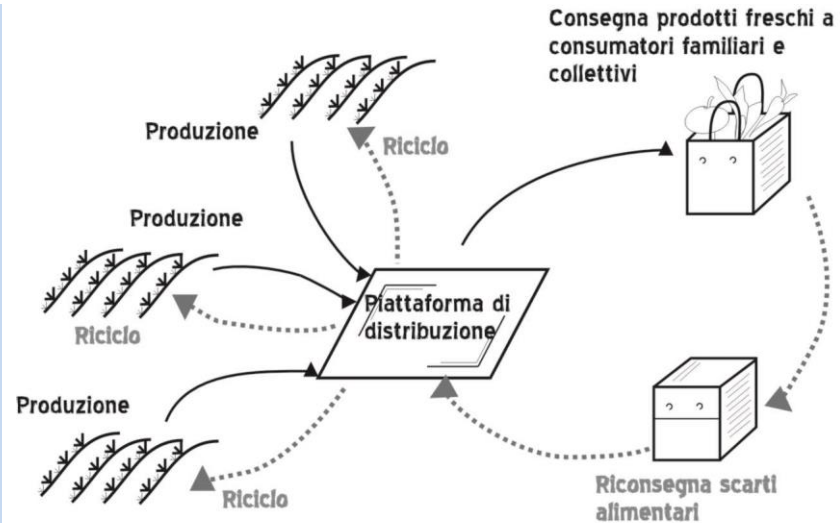 Consegna prodotti freschi a
consumatori familiari e
collettivi
Produzione
Riciclo
Produzione
Riciclo
Piattaforma di
distribuzione
Produzione
Riciclo
Riconsegna scarti
alimentari